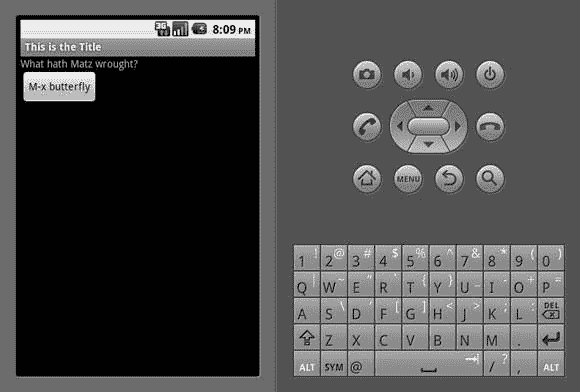 3G 8:09 PM
This is the Title
What hath Matz wrought?
M-x butterfly
MENU
1 ! 2 @ 3 # 4 $ 5 % 6 ^ 7 & 8 * 9 ( 0 )
Q | W ~ E " R ` T { Y } U _ I - O + P =
A S \ D ' F [ G ] H < J > K ; L : DEL
Z X C V B N M .
ALT SYM @ / ? , ALT